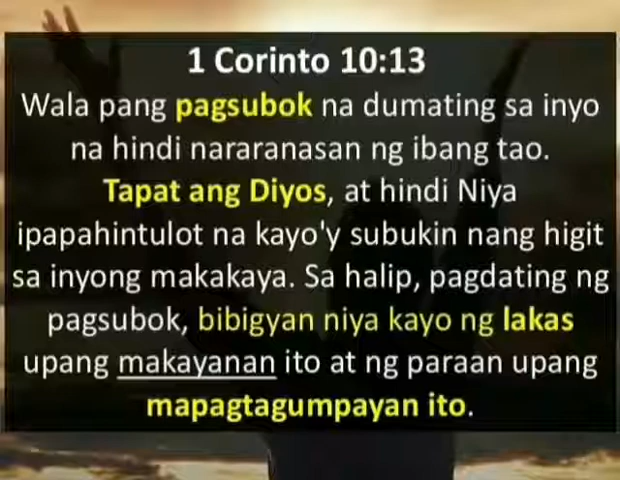 1 Corinto 10:13
Wala pang pagsubok na dumating sa inyo
na hindi nararanasan ng ibang tao.
Tapat ang Diyos, at hindi Niya
ipapahintulot na kayo'y subukin nang higit
sa inyong makakaya. Sa halip, pagdating ng
pagsubok, bibigyan niya kayo ng lakas
upang makayanan ito at ng paraan upang
mapagtagumpayan ito.